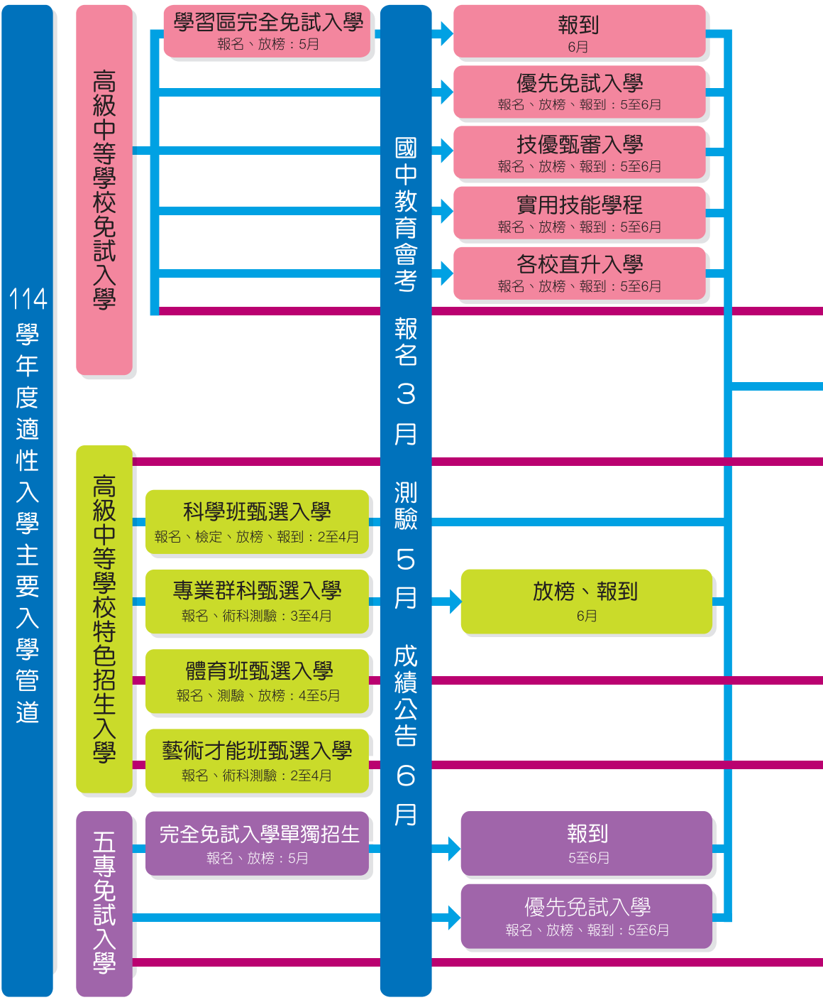 114學年度適性入學主要入學管道
高級中等學校免試入學
學習區完全免試入學
報名、放榜：5月
報到
6月
優先免試入學
報名、放榜、報到：5至6月
技優甄審入學
報名、放榜、報到：5至6月
實用技能學程
報名、放榜、報到：5至6月
各校直升入學
報名、放榜、報到：5至6月
國中教育會考 報名3月 測驗5月 成績公告6月
高級中等學校特色招生入學
科學班甄選入學
報名、檢定、放榜、報到：2至4月
專業群科甄選入學
報名、術科測驗：3至4月
放榜、報到
6月
體育班甄選入學
報名、測驗、放榜：4至5月
藝術才能班甄選入學
報名、術科測驗：2至4月
五專免試入學
完全免試入學單獨招生
報名、放榜：5月
報到
5至6月
優先免試入學
報名、放榜、報到：5至6月